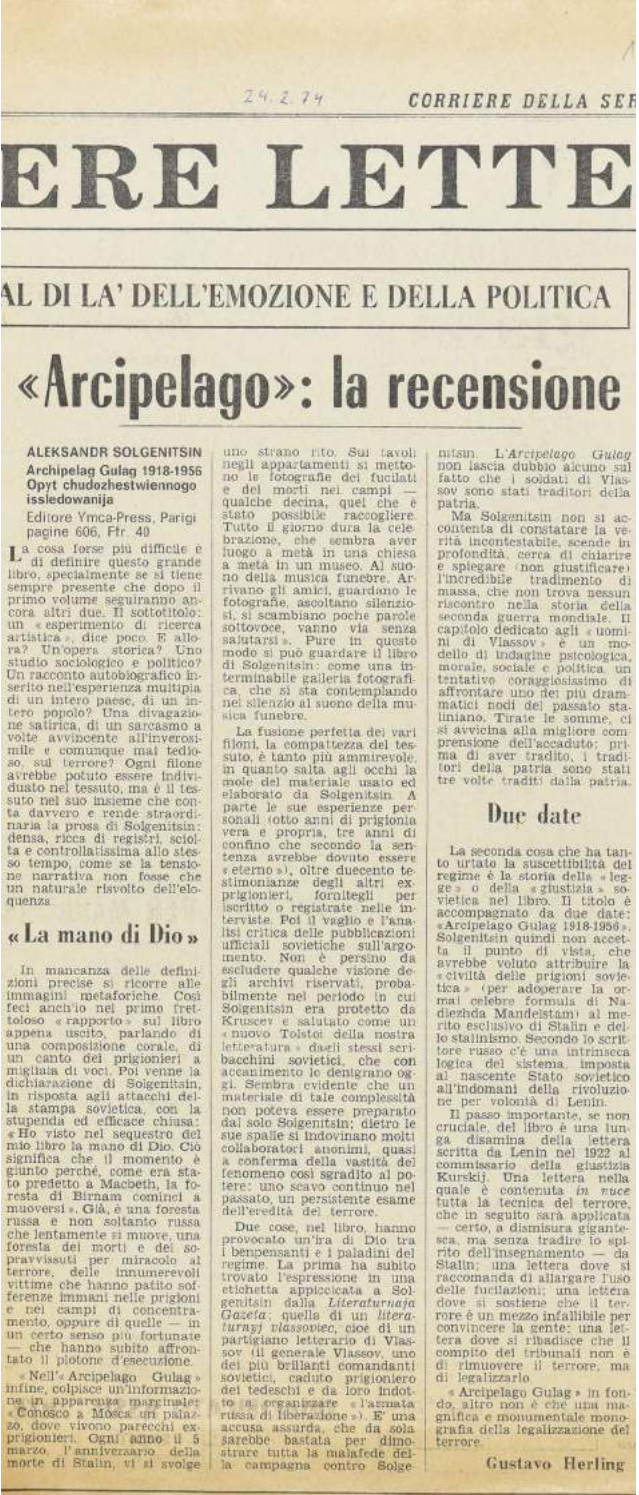 24.2.74
CORRIERE DELLA SER
ERE LETTE
AL DI LA' DELL'EMOZIONE E DELLA POLITICA
«Arcipelago»: la recensione
ALEKSANDR SOLGENITSIN
Archipelag Gulag 1918-1956
Opyt chudozhestwiennogo
issledowanija
Editore Ymca-Press, Parigi
pagine 606, Ffr. 40
La cosa forse più difficile è
di definire questo grande
libro, specialmente se si tiene
sempre presente che dopo il
primo volume seguiranno an-
cora altri due. Il sottotitolo:
un «esperimento di ricerca
artistica», dice poco. E allo-
ra? Un'opera storica? Uno
studio sociologico e politico?
Un racconto autobiografico in-
serito nell'esperienza multipla
di un intero paese, di un in-
tero popolo? Una divagazio-
ne satirica, di un sarcasmo a
volte avvincente all'inverosi-
mile e comunque mai tedio-
so, sul terrore? Ogni filone
avrebbe potuto essere indivi-
duato nel tessuto, ma è il tes-
suto nel suo insieme che con-
ta davvero e rende straordi-
naria la prosa di Solgenitsin:
densa, ricca di registri, sciol-
ta e controllatissima allo stes-
so tempo, come se la tensio-
ne narrativa non fosse che
un naturale risvolto dell'elo-
quenza.
«La mano di Dio»
In mancanza delle defini-
zioni precise si ricorre alle
immagini metaforiche. Così
feci anch'io nel primo fret-
toloso «rapporto» sul libro
appena uscito, parlando di
una composizione corale, di
un canto dei prigionieri a
migliaia di voci. Poi venne la
dichiarazione di Solgenitsin,
in risposta agli attacchi del-
la stampa sovietica, con la
stupenda ed efficace chiusa:
«Ho visto nel sequestro del
mio libro la mano di Dio. Ciò
significa che il momento è
giunto perché, come era sta-
to predetto a Macbeth, la fo-
resta di Birnam cominci a
muoversi». Già, è una foresta
russa e non soltanto russa
che lentamente si muove, una
foresta dei morti e dei so-
pravvissuti per miracolo al
terrore, delle innumerevoli
vittime che hanno patito sof-
ferenze immani nelle prigioni
e nei campi di concentra-
mento, oppure di quelle — in
un certo senso più fortunate
— che hanno subito affron-
tato il plotone d'esecuzione.
«Nell'«Arcipelago Gulag»
infine, colpisce un'informazio-
ne in apparenza marginale:
«Conosco a Mosca un palaz-
zo, dove vivono parecchi ex-
prigionieri. Ogni anno il 5
marzo, l'anniversario della
morte di Stalin, vi si svolge
uno strano rito. Sui tavoli
negli appartamenti si metto-
no le fotografie dei fucilati
e dei morti nei campi —
qualche decina, quel che è
stato possibile raccogliere.
Tutto il giorno dura la cele-
brazione, che sembra aver
luogo a metà in una chiesa
a metà in un museo. Al suo-
no della musica funebre. Ar-
rivano gli amici, guardano le
fotografie, ascoltano silenzio-
si, si scambiano poche parole
sottovoce, vanno via senza
salutarsi». Pure in questo
modo si può guardare il libro
di Solgenitsin: come una in-
terminabile galleria fotografi-
ca, che si sta contemplando
nel silenzio al suono della mu-
sica funebre.
La fusione perfetta dei vari
filoni, la compattezza del tes-
suto, è tanto più ammirevole,
in quanto salta agli occhi la
mole del materiale usato ed
elaborato da Solgenitsin. A
parte le sue esperienze per-
sonali (otto anni di prigionia
vera e propria, tre anni di
confino che secondo la sen-
tenza avrebbe dovuto essere
«eterno»), oltre duecento te-
stimonianze degli altri ex-
prigionieri, fornitegli per
iscritto o registrate nelle in-
terviste. Poi il vaglio e l'ana-
lisi critica delle pubblicazioni
ufficiali sovietiche sull'argo-
mento. Non è persino da
escludere qualche visione de-
gli archivi riservati, proba-
bilmente nel periodo in cui
Solgenitsin era protetto da
Kruscev e salutato come un
«nuovo Tolstoi della nostra
letteratura» dagli stessi scri-
bacchini sovietici, che con
accanimento lo denigrano og-
gi. Sembra evidente che un
materiale di tale complessità
non poteva essere preparato
dal solo Solgenitsin; dietro le
sue spalle si indovinano molti
collaboratori anonimi, quasi
a conferma della vastità del
fenomeno così sgradito al po-
tere: uno scavo continuo nel
passato, un persistente esame
dell'eredità del terrore.
Due cose, nel libro, hanno
provocato un'ira di Dio tra
i benpensanti e i paladini del
regime. La prima ha subito
trovato l'espressione in una
etichetta appiccicata a Sol-
genitsin dalla Literaturnaja
Gazeta: quella di un litera-
turnyj vlassoviec, cioè di un
partigiano letterario di Vlas-
sov (il generale Vlassov, uno
dei più brillanti comandanti
sovietici, caduto prigioniero
dei tedeschi e da loro indot-
to a organizzare «l'armata
russa di liberazione»). E' una
accusa assurda, che da sola
sarebbe bastata per dimo-
strare tutta la malafede del-
la campagna contro Solge-
nitsin. L'Arcipelago Gulag
non lascia dubbio alcuno sul
fatto che i soldati di Vlas-
sov sono stati traditori della
patria.
Ma Solgenitsin non si ac-
contenta di constatare la ve-
rità incontestabile, scende in
profondità, cerca di chiarire
e spiegare (non giustificare)
l'incredibile tradimento di
massa, che non trova nessun
riscontro nella storia della
seconda guerra mondiale. Il
capitolo dedicato agli «uomi-
ni di Vlassov» è un mo-
dello di indagine psicologica,
morale, sociale e politica, un
tentativo coraggiosissimo di
affrontare uno dei più dram-
matici nodi del passato sta-
liniano. Tirate le somme, ci
si avvicina alla migliore com-
prensione dell'accaduto: pri-
ma di aver tradito, i tradi-
tori della patria sono stati
tre volte traditi dalla patria.
Due date
La seconda cosa che ha tan-
to urtato la suscettibilità del
regime è la storia della «leg-
ge» o della «giustizia» so-
vietica nel libro. Il titolo è
accompagnato da due date:
«Arcipelago Gulag 1918-1956».
Solgenitsin quindi non accet-
ta il punto di vista, che
avrebbe voluto attribuire la
«civiltà delle prigioni sovie-
tica» (per adoperare la or-
mai celebre formula di Na-
diezhda Mandelstam) al me-
rito esclusivo di Stalin e del-
lo stalinismo. Secondo lo scrit-
tore russo c'è una intrinseca
logica del sistema, imposta
al nascente Stato sovietico
all'indomani della rivoluzio-
ne per volontà di Lenin.
Il passo importante, se non
cruciale, del libro è una lun-
ga disamina della lettera
scritta da Lenin nel 1922 al
commissario della giustizia
Kurskij. Una lettera nella
quale è contenuta in nuce
tutta la tecnica del terrore,
che in seguito sarà applicata
— certo, a dismisura gigante-
sca, ma senza tradire lo spi-
rito dell'insegnamento — da
Stalin; una lettera dove si
raccomanda di allargare l'uso
delle fucilazioni; una lettera
dove si sostiene che il ter-
rore è un mezzo infallibile per
convincere la gente; una let-
tera dove si ribadisce che il
compito dei tribunali non è
di rimuovere il terrore, ma
di legalizzarlo.
«Arcipelago Gulag» in fon-
do, altro non è che una ma-
gnifica e monumentale mono-
grafia della legalizzazione del
terrore.
Gustavo Herling